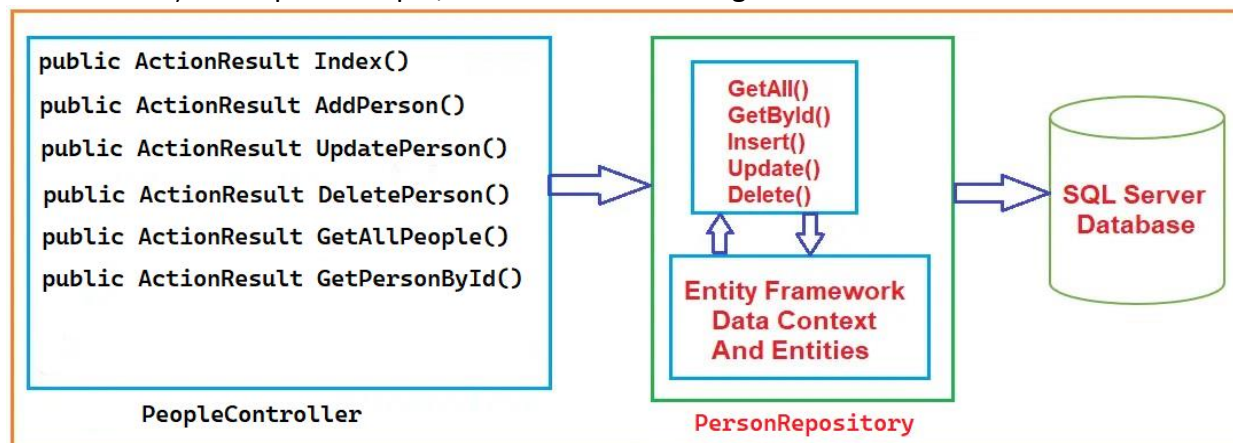 public ActionResult Index()
public ActionResult AddPerson()
public ActionResult UpdatePerson()
public ActionResult DeletePerson()
public ActionResult GetAllPeople()
public ActionResult GetPersonById()
PeopleController
GetAll()
GetById()
Insert()
Update()
Delete()
Entity Framework
Data Context
And Entities
PersonRepository
SQL Server
Database